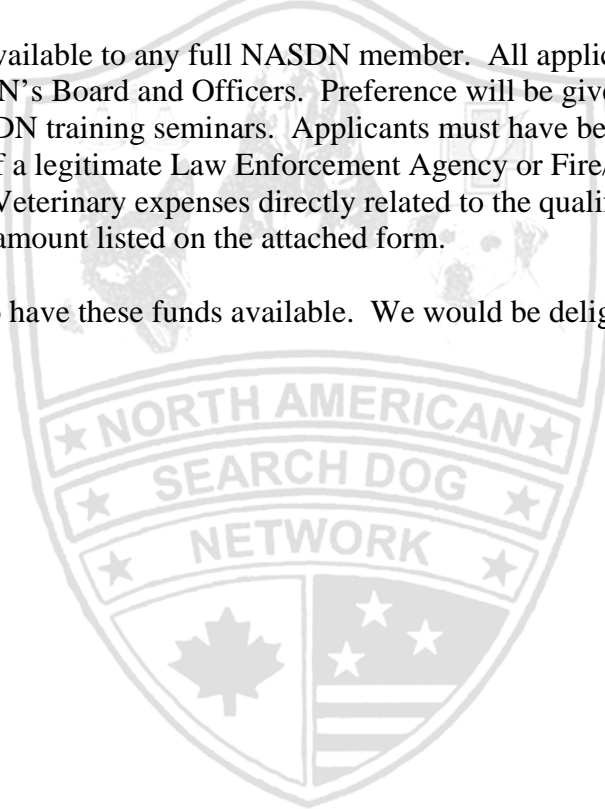 vailable to any full NASDN member. All applic
N's Board and Officers. Preference will be give
DN training seminars. Applicants must have be
f a legitimate Law Enforcement Agency or Fire/
Veterinary expenses directly related to the qualif
amount listed on the attached form.
have these funds available. We would be delig
NORTH AMERICAN
SEARCH DOG
NETWORK